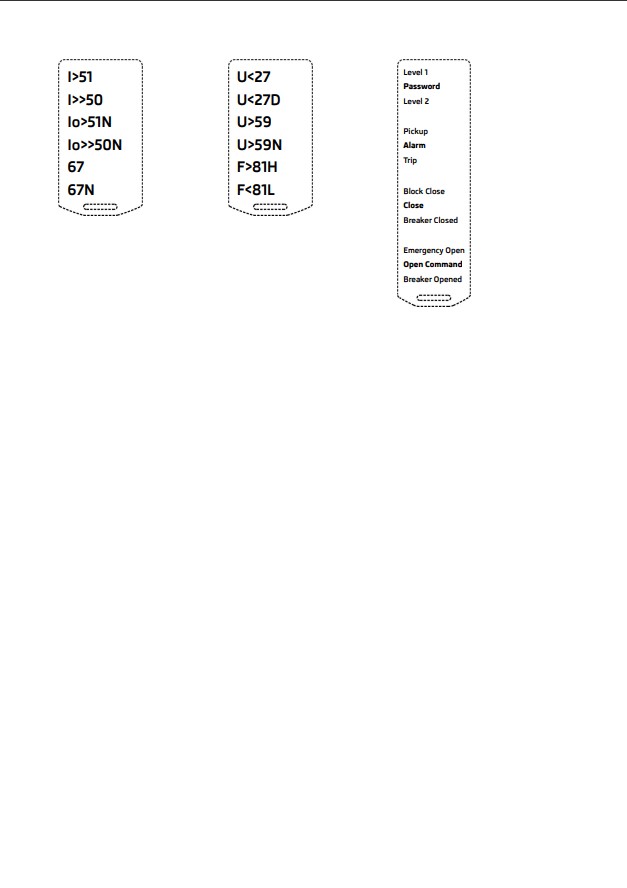 I>51
I>>50
Io>51N
Io>>50N
67
67N
U<27
U<27D
U>59
U>59N
F>81H
F<81L
Level 1
Password
Level 2
Pickup
Alarm
Trip
Block Close
Close
Breaker Closed
Emergency Open
Open Command
Breaker Opened